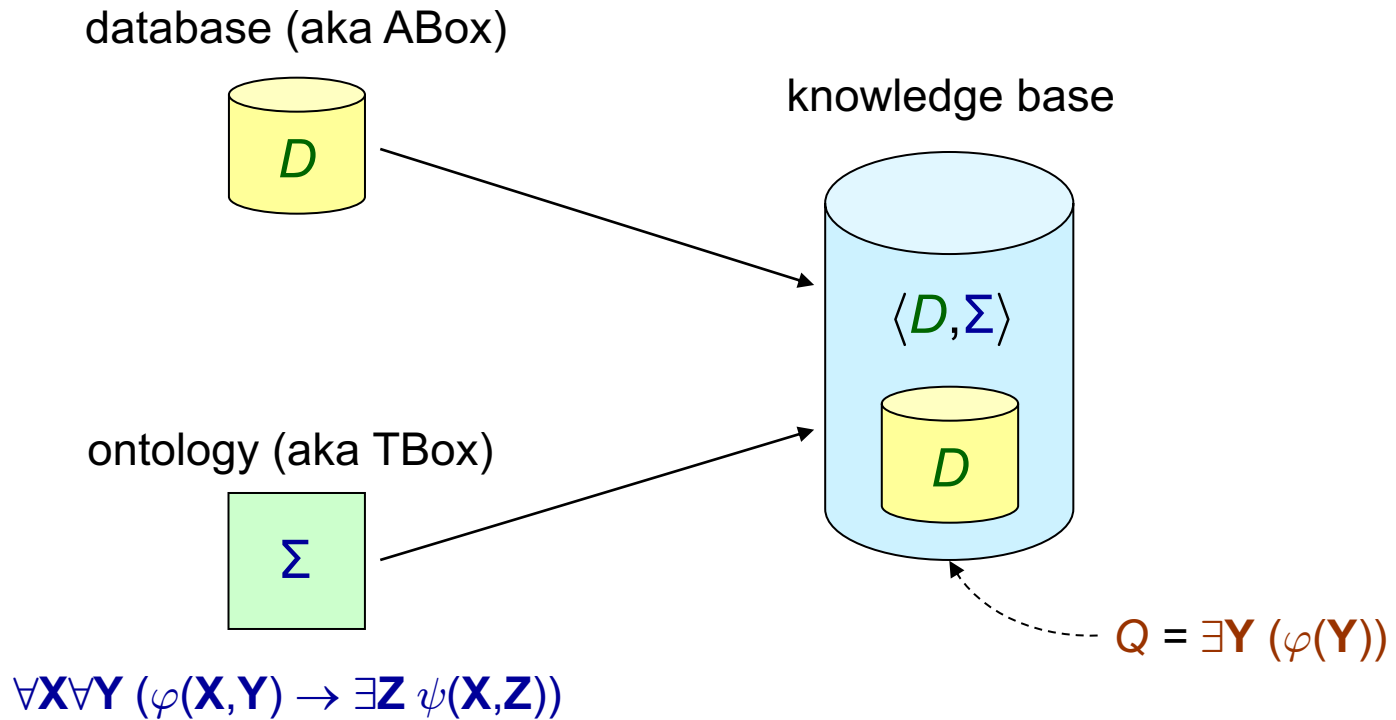 database (aka ABox)
D
knowledge base
⟨D,Σ⟩
D
ontology (aka TBox)
Σ
∀X∀Y (φ(X,Y) → ∃Z ψ(X,Z))
Q = ∃Y (φ(Y))